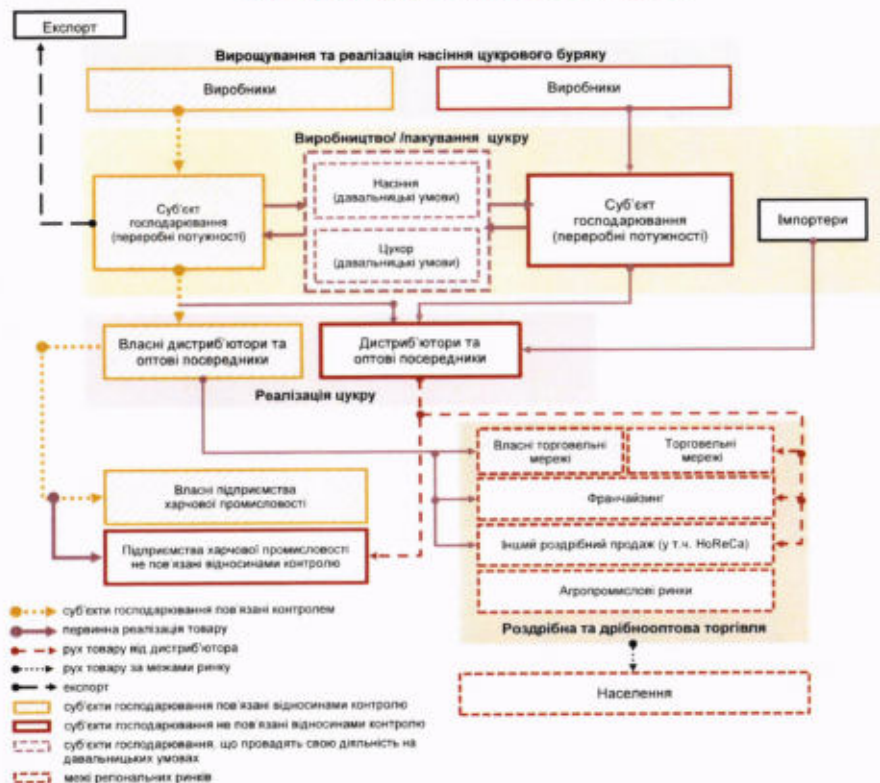 Експорт
Вирощування та реалізація насіння цукрового буряку
Виробники
Виробники
Виробництво/ /пакування цукру
Суб'єкт
господарювання
(переробні потужності)
Насіння
(давальницькі умови)
Цукор
(давальницькі умови)
Суб'єкт
господарювання
(переробні потужності)
Імпортери
Власні дистриб'ютори та
оптові посередники
Дистриб'ютори та
оптові посередники
Реалізація цукру
Власні торговельні
мережі
Торговельні
мережі
Франчайзинг
Інший роздрібний продаж (у т.ч. HoReCa)
Агропромислові ринки
Роздрібна та дрібнооптова торгівля
Населення
Власні підприємства
харчової промисловості
Підприємства харчової промисловості
не пов'язані відносинами контролю
суб'єкти господарювання пов'язані контролем
первинна реалізація товару
рух товару від дистриб'ютора
рух товару за межами ринку
експорт
суб'єкти господарювання пов'язані відносинами контролю
суб'єкти господарювання не пов'язані відносинами контролю
суб'єкти господарювання, що провадять свою діяльність на
давальницьких умовах
межі регіональних ринків